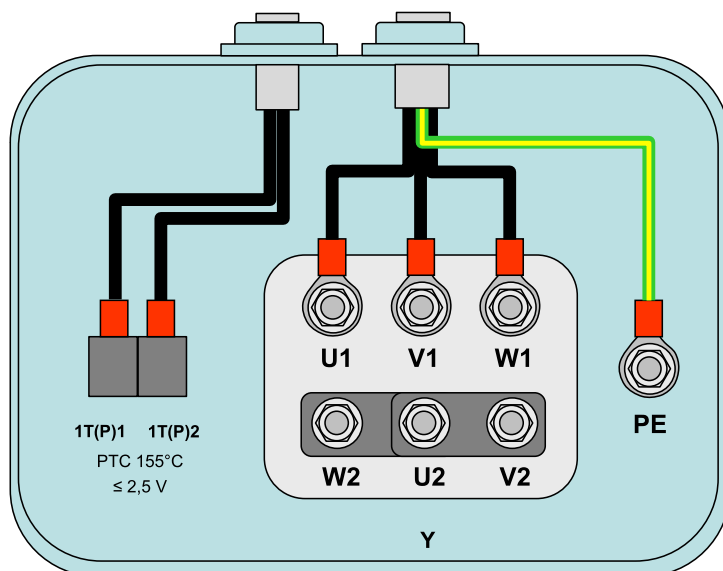 U1 V1 W1
1T(P)1 1T(P)2
PTC 155°C
≤ 2,5 V
W2 U2 V2
PE
Y